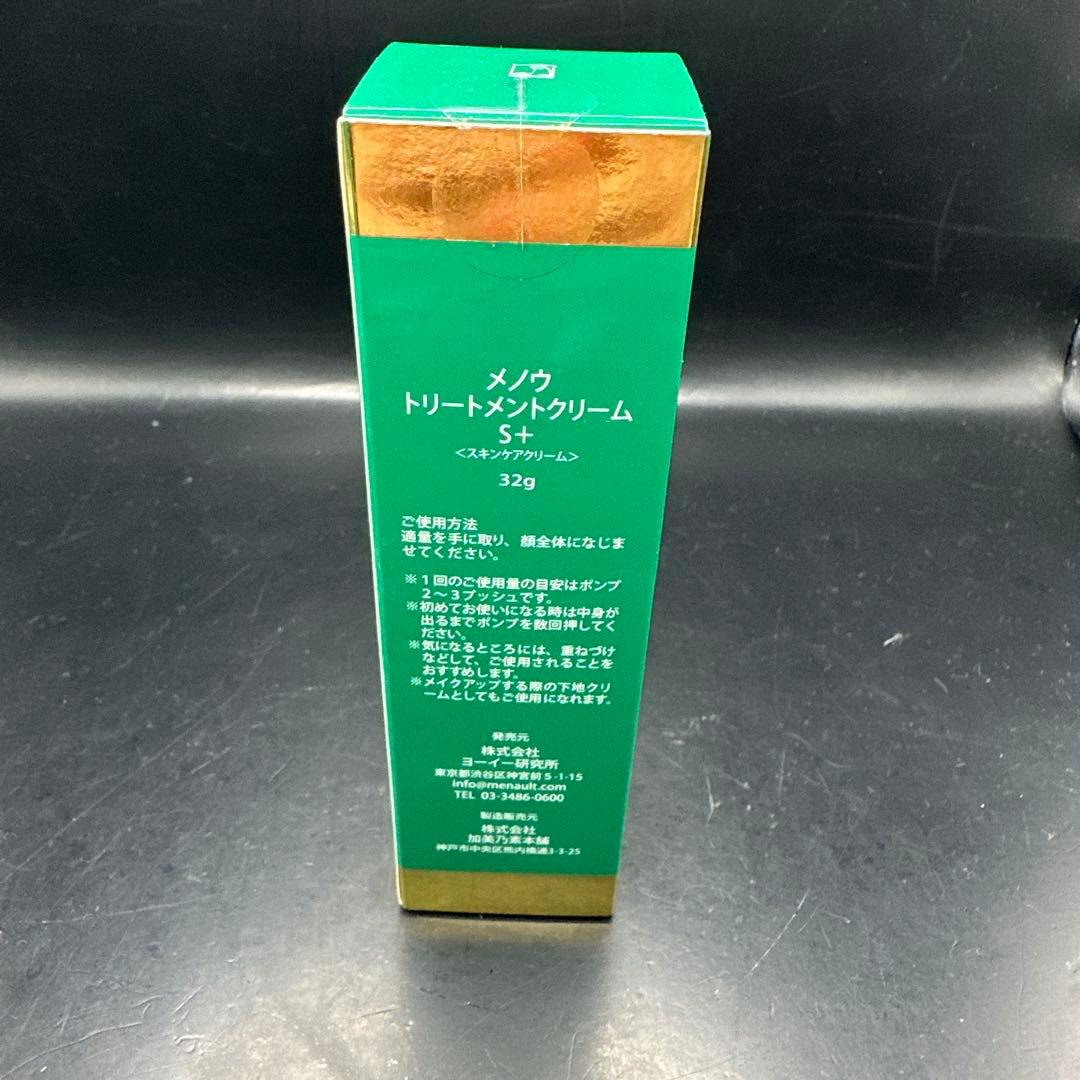 メノウ
トリートメントクリーム
S＋
＜スキンケアクリーム＞
32g
ご使用方法
適量を手に取り、顔全体になじま
せてください。
※１回のご使用量の目安はポンプ
２～３プッシュです。
※初めてお使いになる時は中身が
出るまでポンプを数回押してく
ださい。
※気になるところには、重ねづけ
などして、ご使用されることを
おすすめします。
※メイクアップする際の下地クリ
ームとしてもご使用になれます。
発売元
株式会社
ヨーイー研究所
東京都渋谷区神宮前５-1-15
info@menault.com
TEL 03-3486-0600
製造販売元
株式会社
加美乃素本舗
神戸市中央区熊内橋通3-3-25